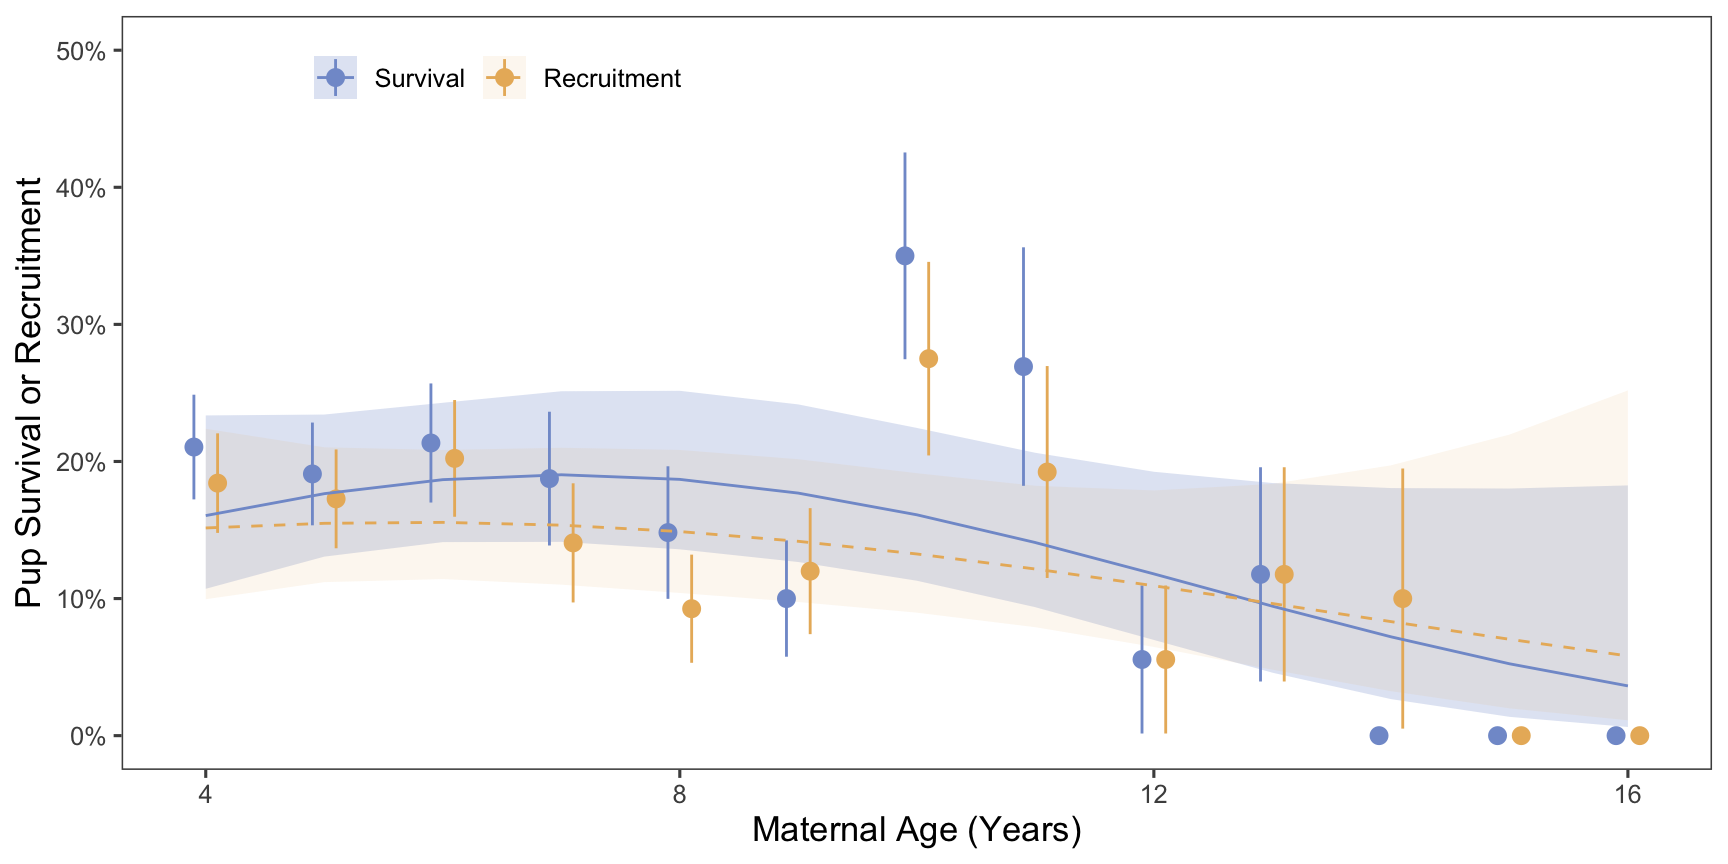 50%
Survival Recruitment
40%
30%
20%
10%
0%
Pup Survival or Recruitment
4 8 12 16
Maternal Age (Years)